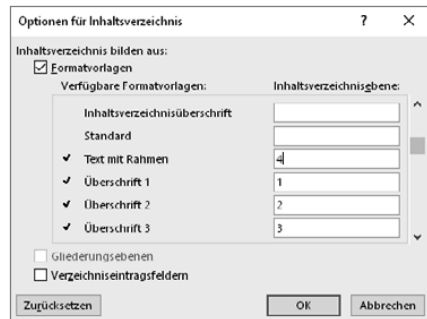 Optionen für Inhaltsverzeichnis ? ×
Inhaltsverzeichnis bilden aus:
Formatvorlagen
Verfügbare Formatvorlagen: Inhaltsverzeichnisebene:
Inhaltsverzeichnisüberschrift
Standard
Text mit Rahmen 4
Überschrift 1 1
Überschrift 2 2
Überschrift 3 3
Gliederungsebenen
Verzeichniseintragsfeldern
Zurücksetzen OK Abbrechen